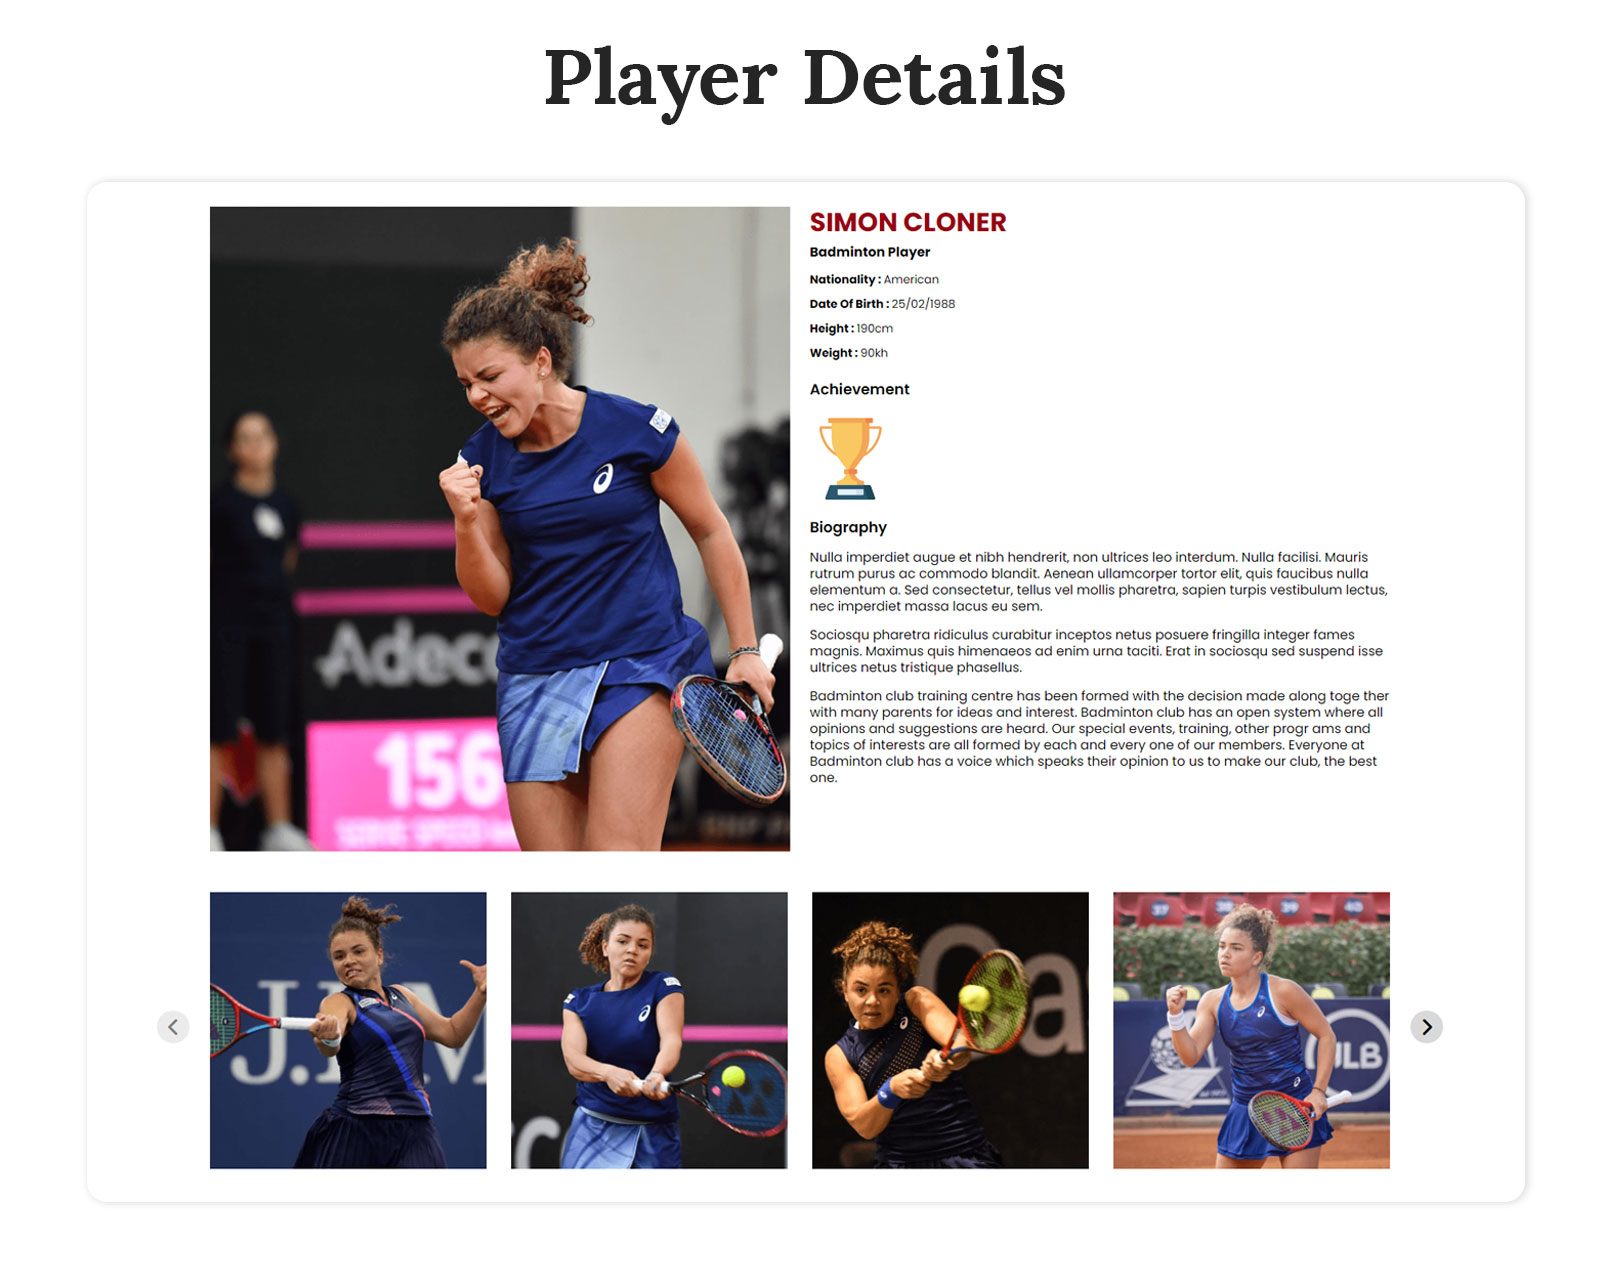 Player Details
SIMON CLONER
Badminton Player
Nationality : American
Date Of Birth : 25/02/1988
Height : 190cm
Weight : 90kh
Achievement
Biography
Nulla imperdiet augue et nibh hendrerit, non ultrices leo interdum. Nulla facilisi. Mauris
rutrum purus ac commodo blandit. Aenean ullamcorper tortor elit, quis faucibus nulla
elementum a. Sed consectetur, tellus vel mollis pharetra, sapien turpis vestibulum lectus,
nec imperdiet massa lacus eu sem.
Sociosqu pharetra ridiculus curabitur inceptos netus posuere fringilla integer fames
magnis. Maximus quis himenaeos ad enim urna taciti. Erat in sociosqu sed suspend isse
ultrices netus tristique phasellus.
Badminton club training centre has been formed with the decision made along toge ther
with many parents for ideas and interest. Badminton club has an open system where all
opinions and suggestions are heard. Our special events, training, other progr ams and
topics of interests are all formed by each and every one of our members. Everyone at
Badminton club has a voice which speaks their opinion to us to make our club, the best
one.
Adecc
156
SERVE SPEED
J.P.M
37
38
39
40